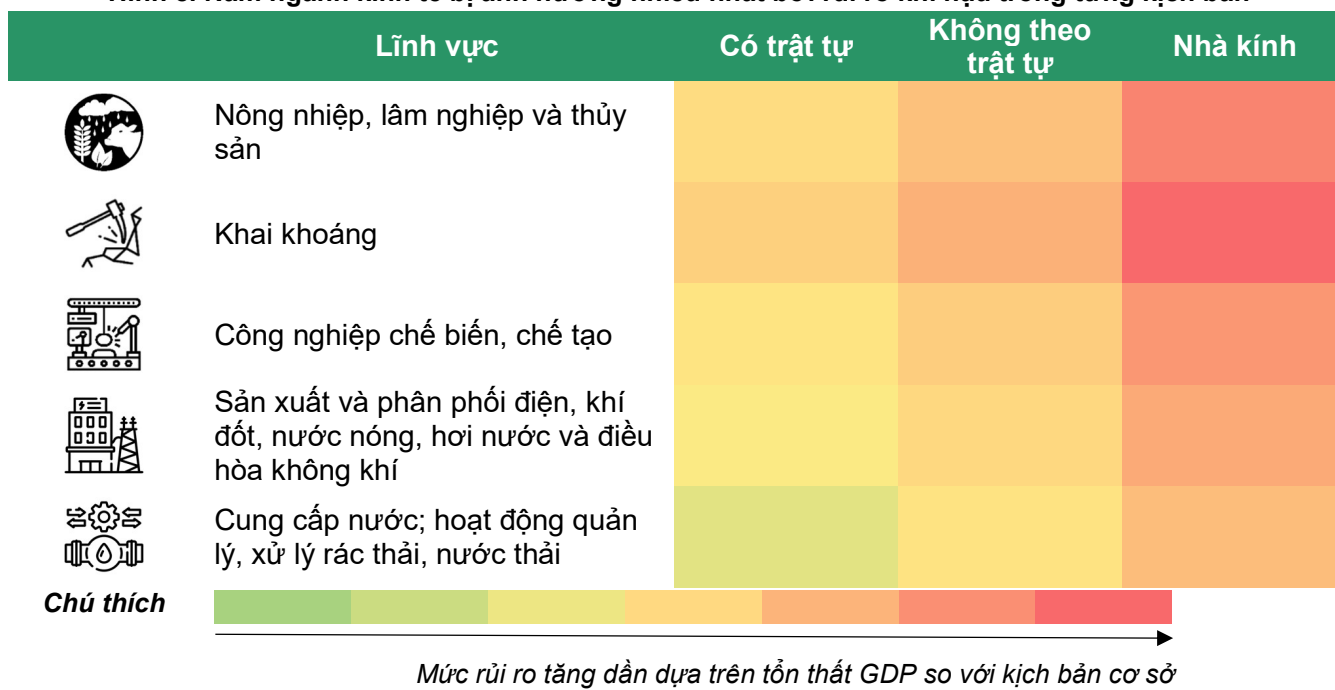 Lĩnh vực
Có trật tự
Không theo
trật tự
Nhà kính
Nông nhiệp, lâm nghiệp và thủy
sản
Khai khoáng
Công nghiệp chế biến, chế tạo
Sản xuất và phân phối điện, khí
đốt, nước nóng, hơi nước và điều
hòa không khí
Cung cấp nước; hoạt động quản
lý, xử lý rác thải, nước thải
Chú thích
Mức rủi ro tăng dần dựa trên tổn thất GDP so với kịch bản cơ sở